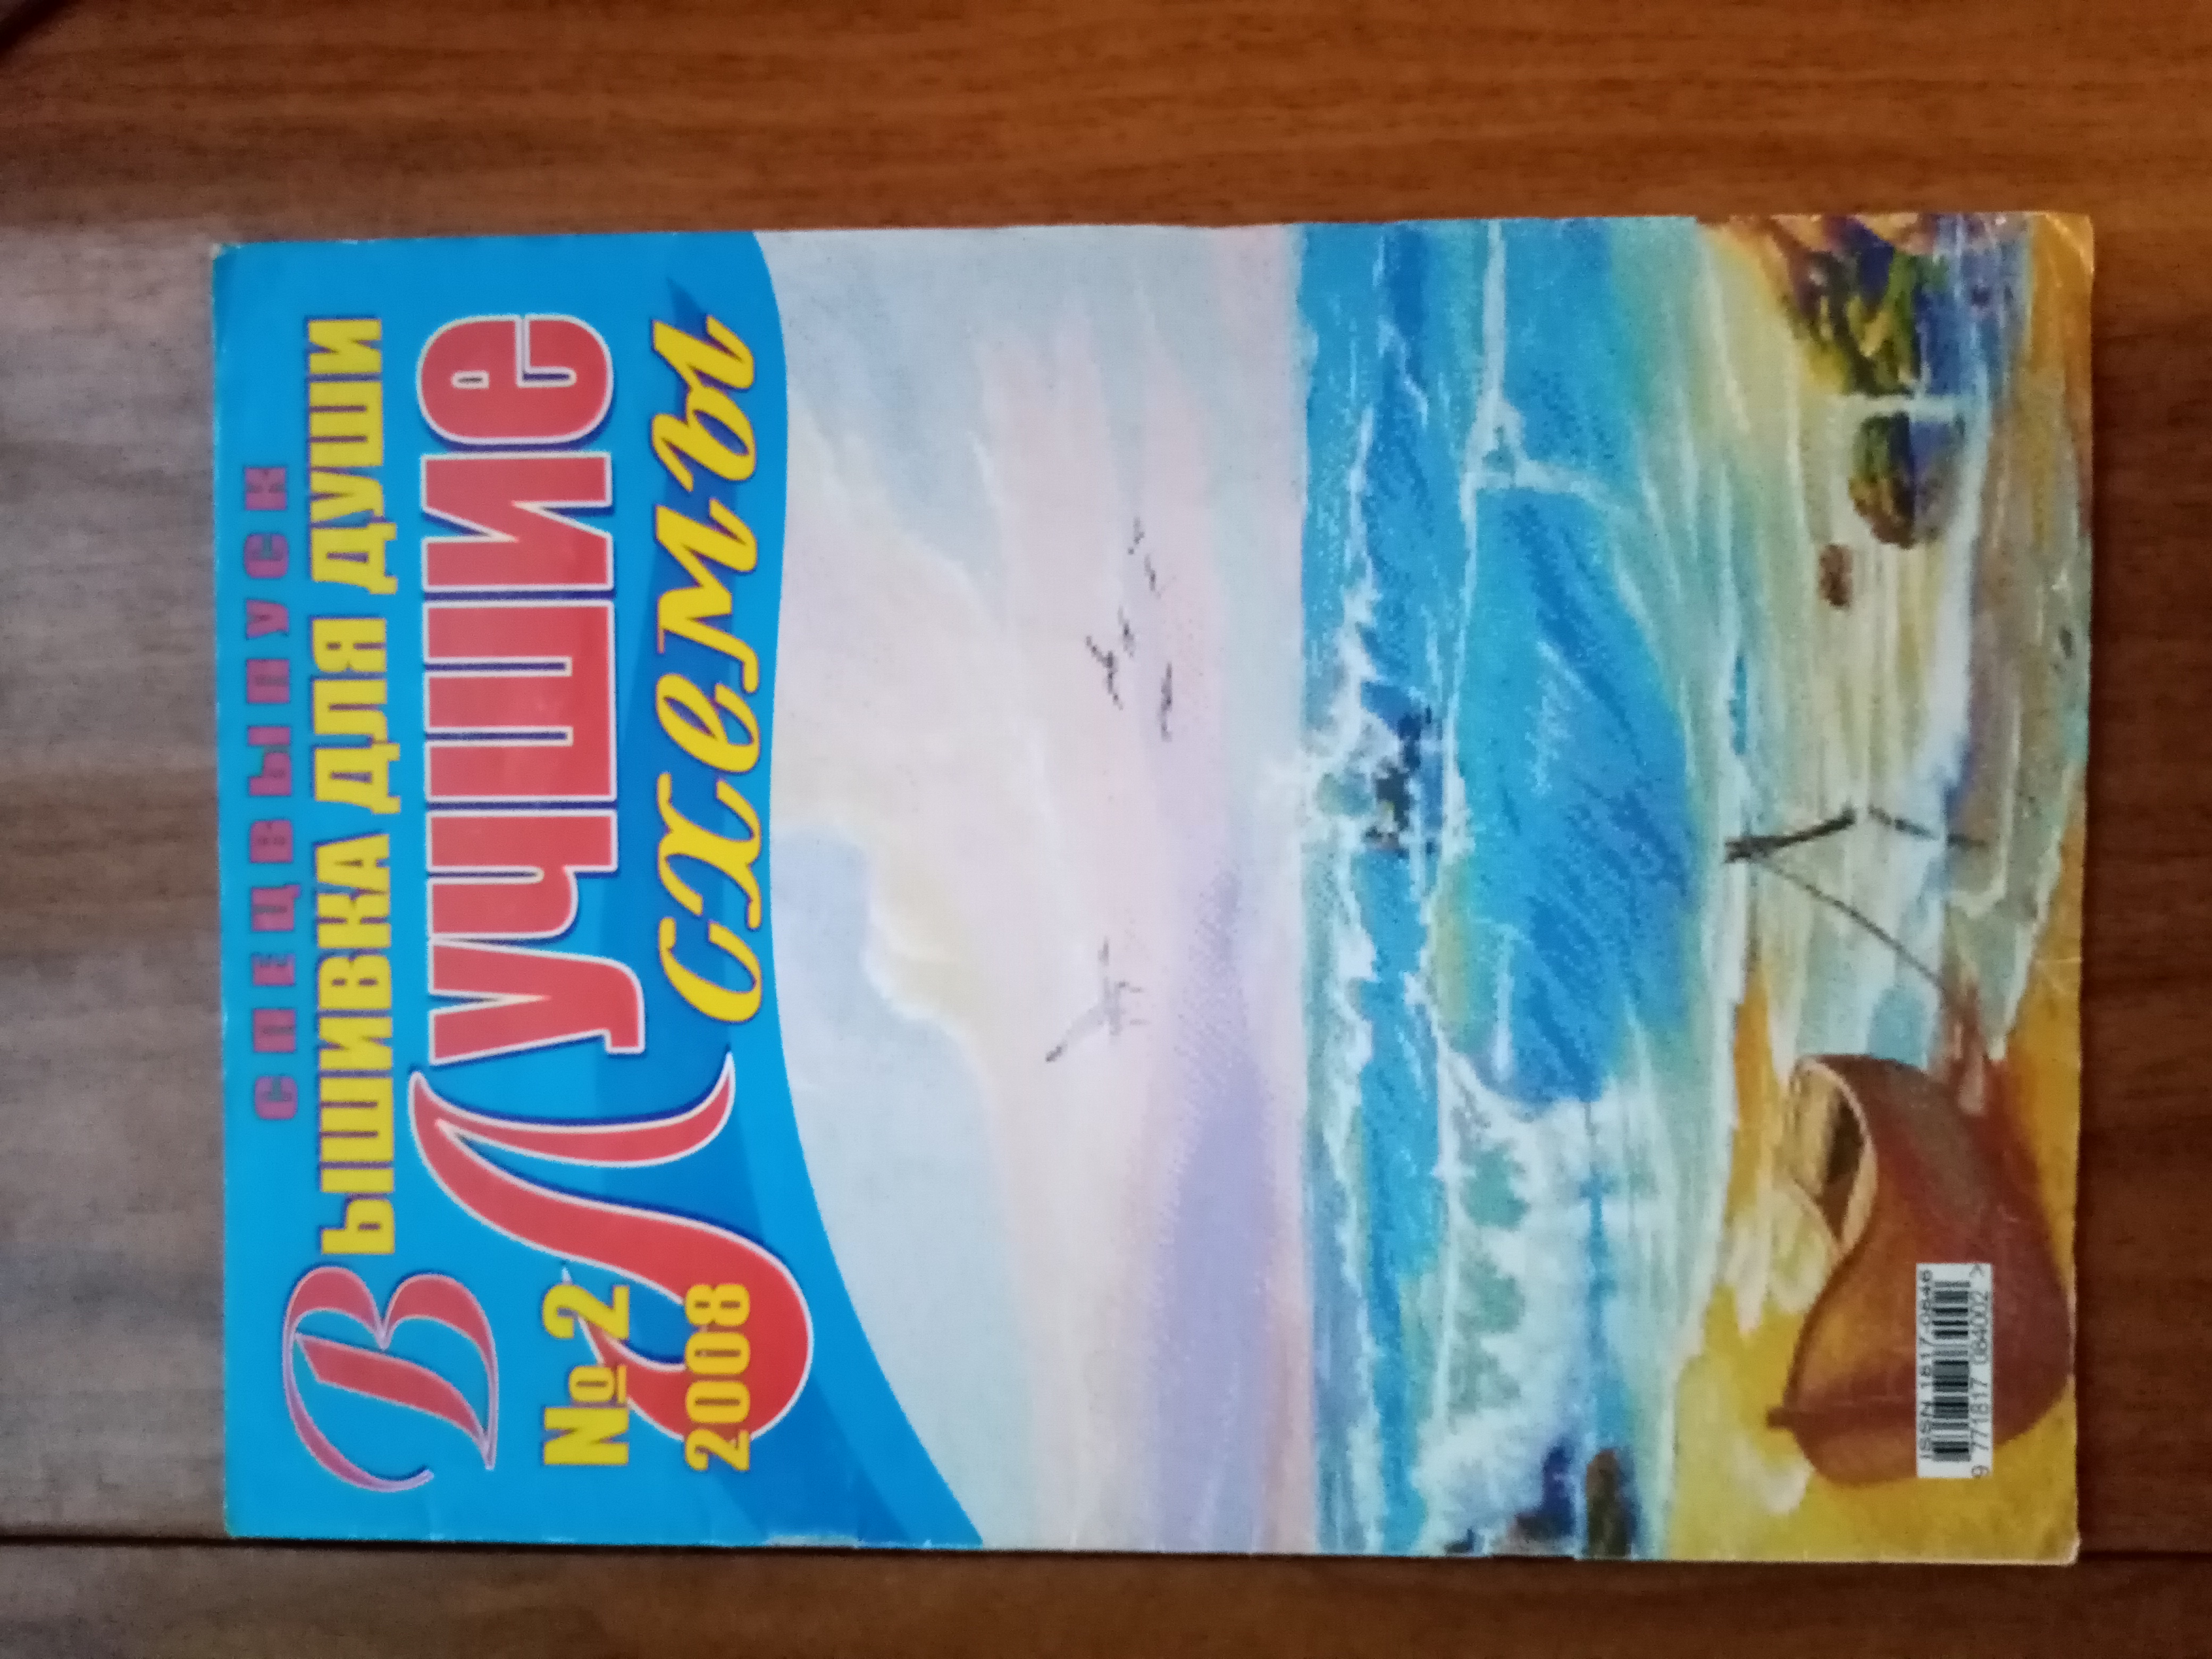 СПЕЦВЫПУСК
ВЫШИВКА ДЛЯ ДУШИ
Лучшие
схемы
№2
2008
ISSN 1817-0846
9 771817 084002 >